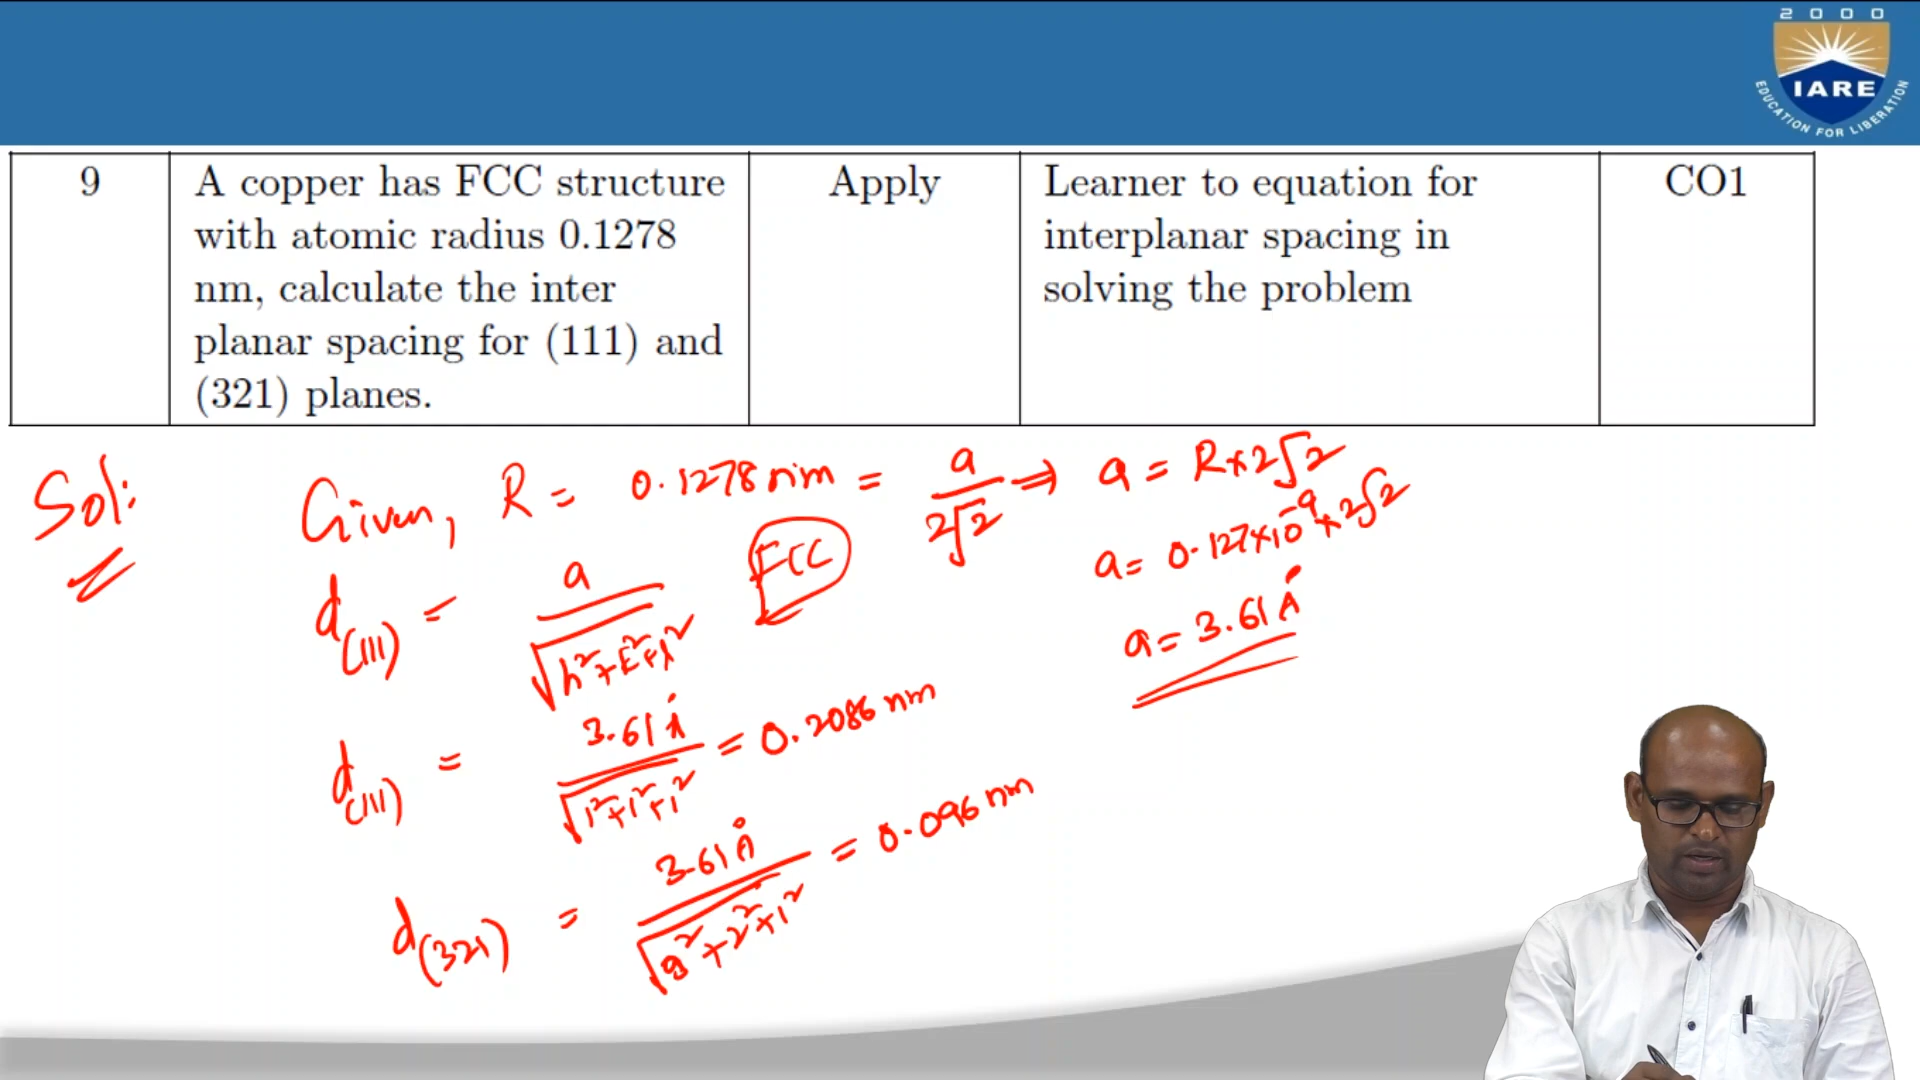 2000
IARE
EDUCATION FOR LIBERATION
9
A copper has FCC structure
with atomic radius 0.1278
nm, calculate the inter
planar spacing for (111) and
(321) planes.
Apply
Learner to equation for
interplanar spacing in
solving the problem
CO1
Sol:
Given, R = 0.1278 nm = a/2√2 ⇒ a = R×2√2
FCC
a = 0.127×10⁻⁹×2√2
a = 3.61 Å
d(111) = a/√h²+k²+l²
d(111) = 3.61 Å/√1²+1²+1² = 0.2086 nm
d(321) = 3.61 Å/√3²+2²+1² = 0.096 nm